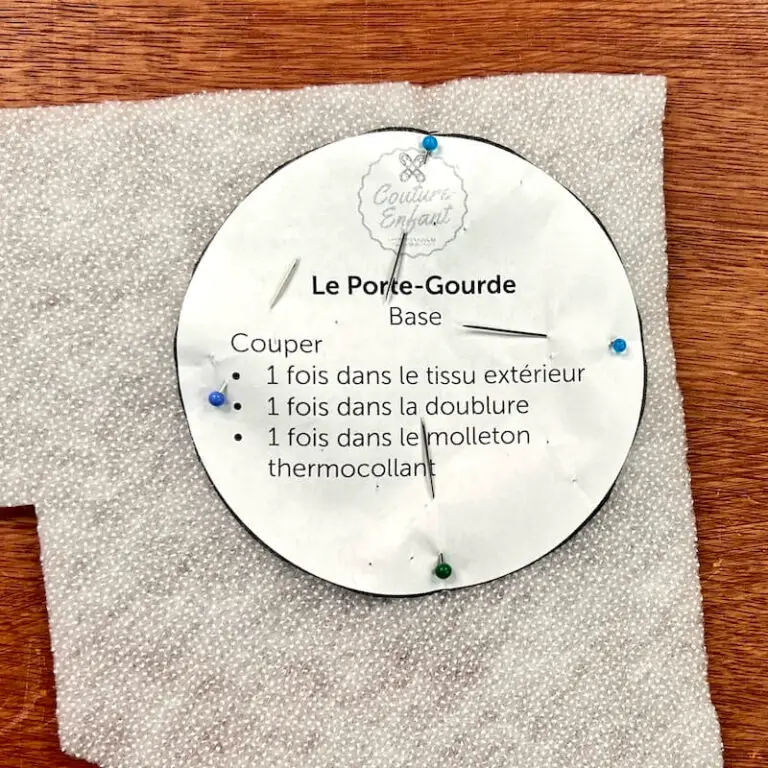 Couture
Enfant
Le Porte-Gourde
Base
Couper
• 1 fois dans le tissu extérieur
• 1 fois dans la doublure
• 1 fois dans le molleton
thermocollant